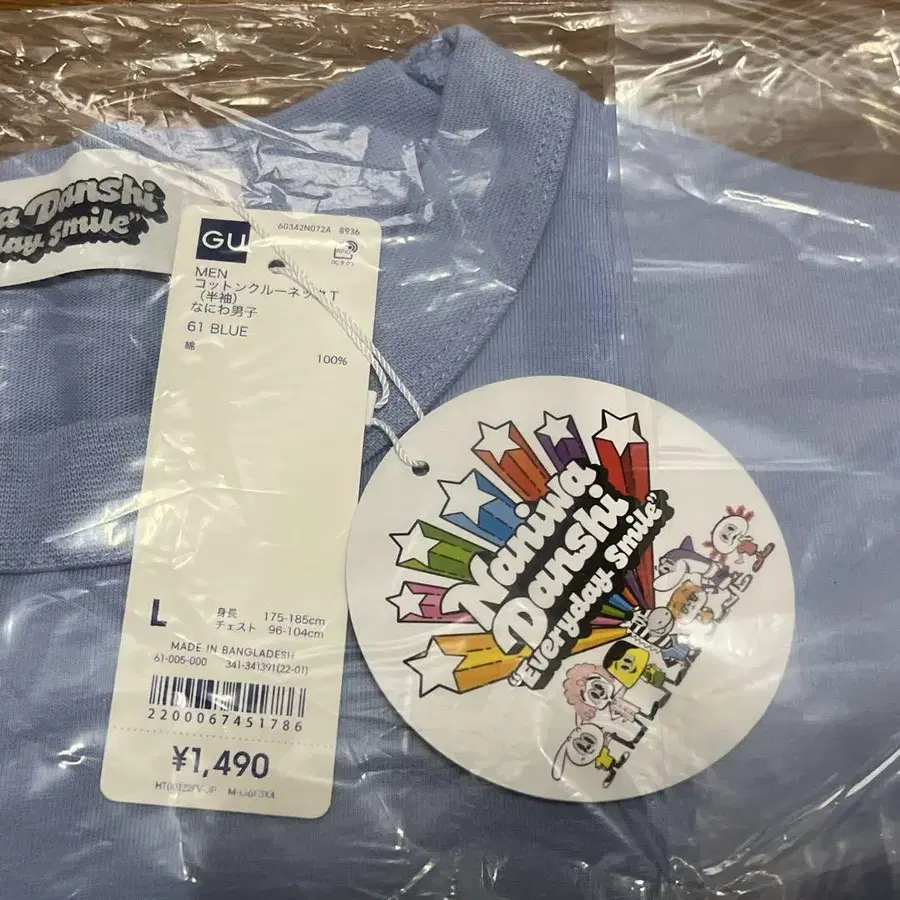 Danshi
Smile"
GU
60342N072A 8936
MEN
コットンクルーネックT
(半袖)
なにわ男子
61 BLUE
綿
100%
L
身長 175-185cm
チェスト 96-104cm
MADE IN BANGLADESH
61-005-000 341-341391(22-01)
2200067451786
¥1,490
Naniwa
Danshi
"Everyday Smile"